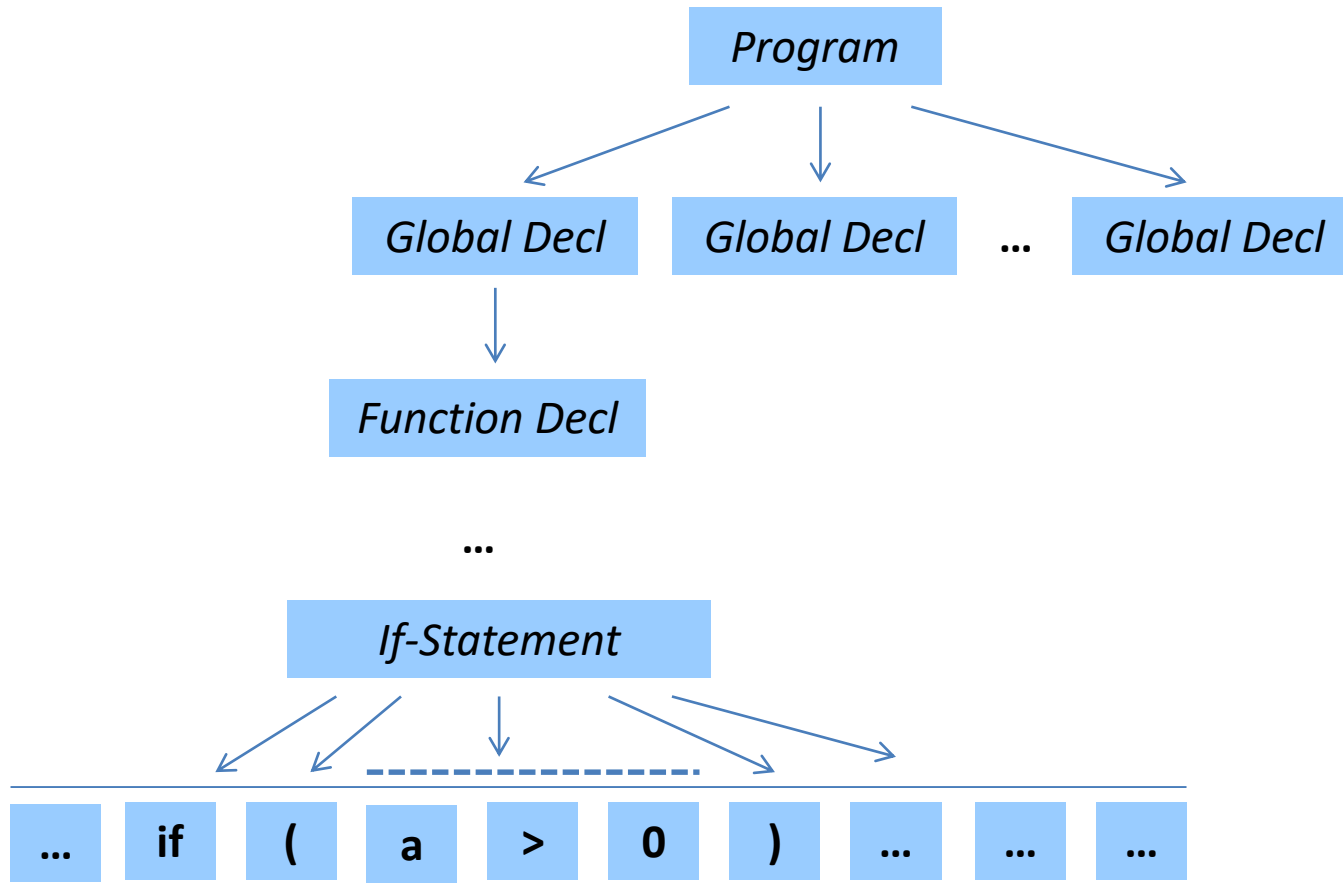 Program
Global Decl Global Decl … Global Decl
Function Decl
…
If-Statement
… if ( a > 0 ) … … …